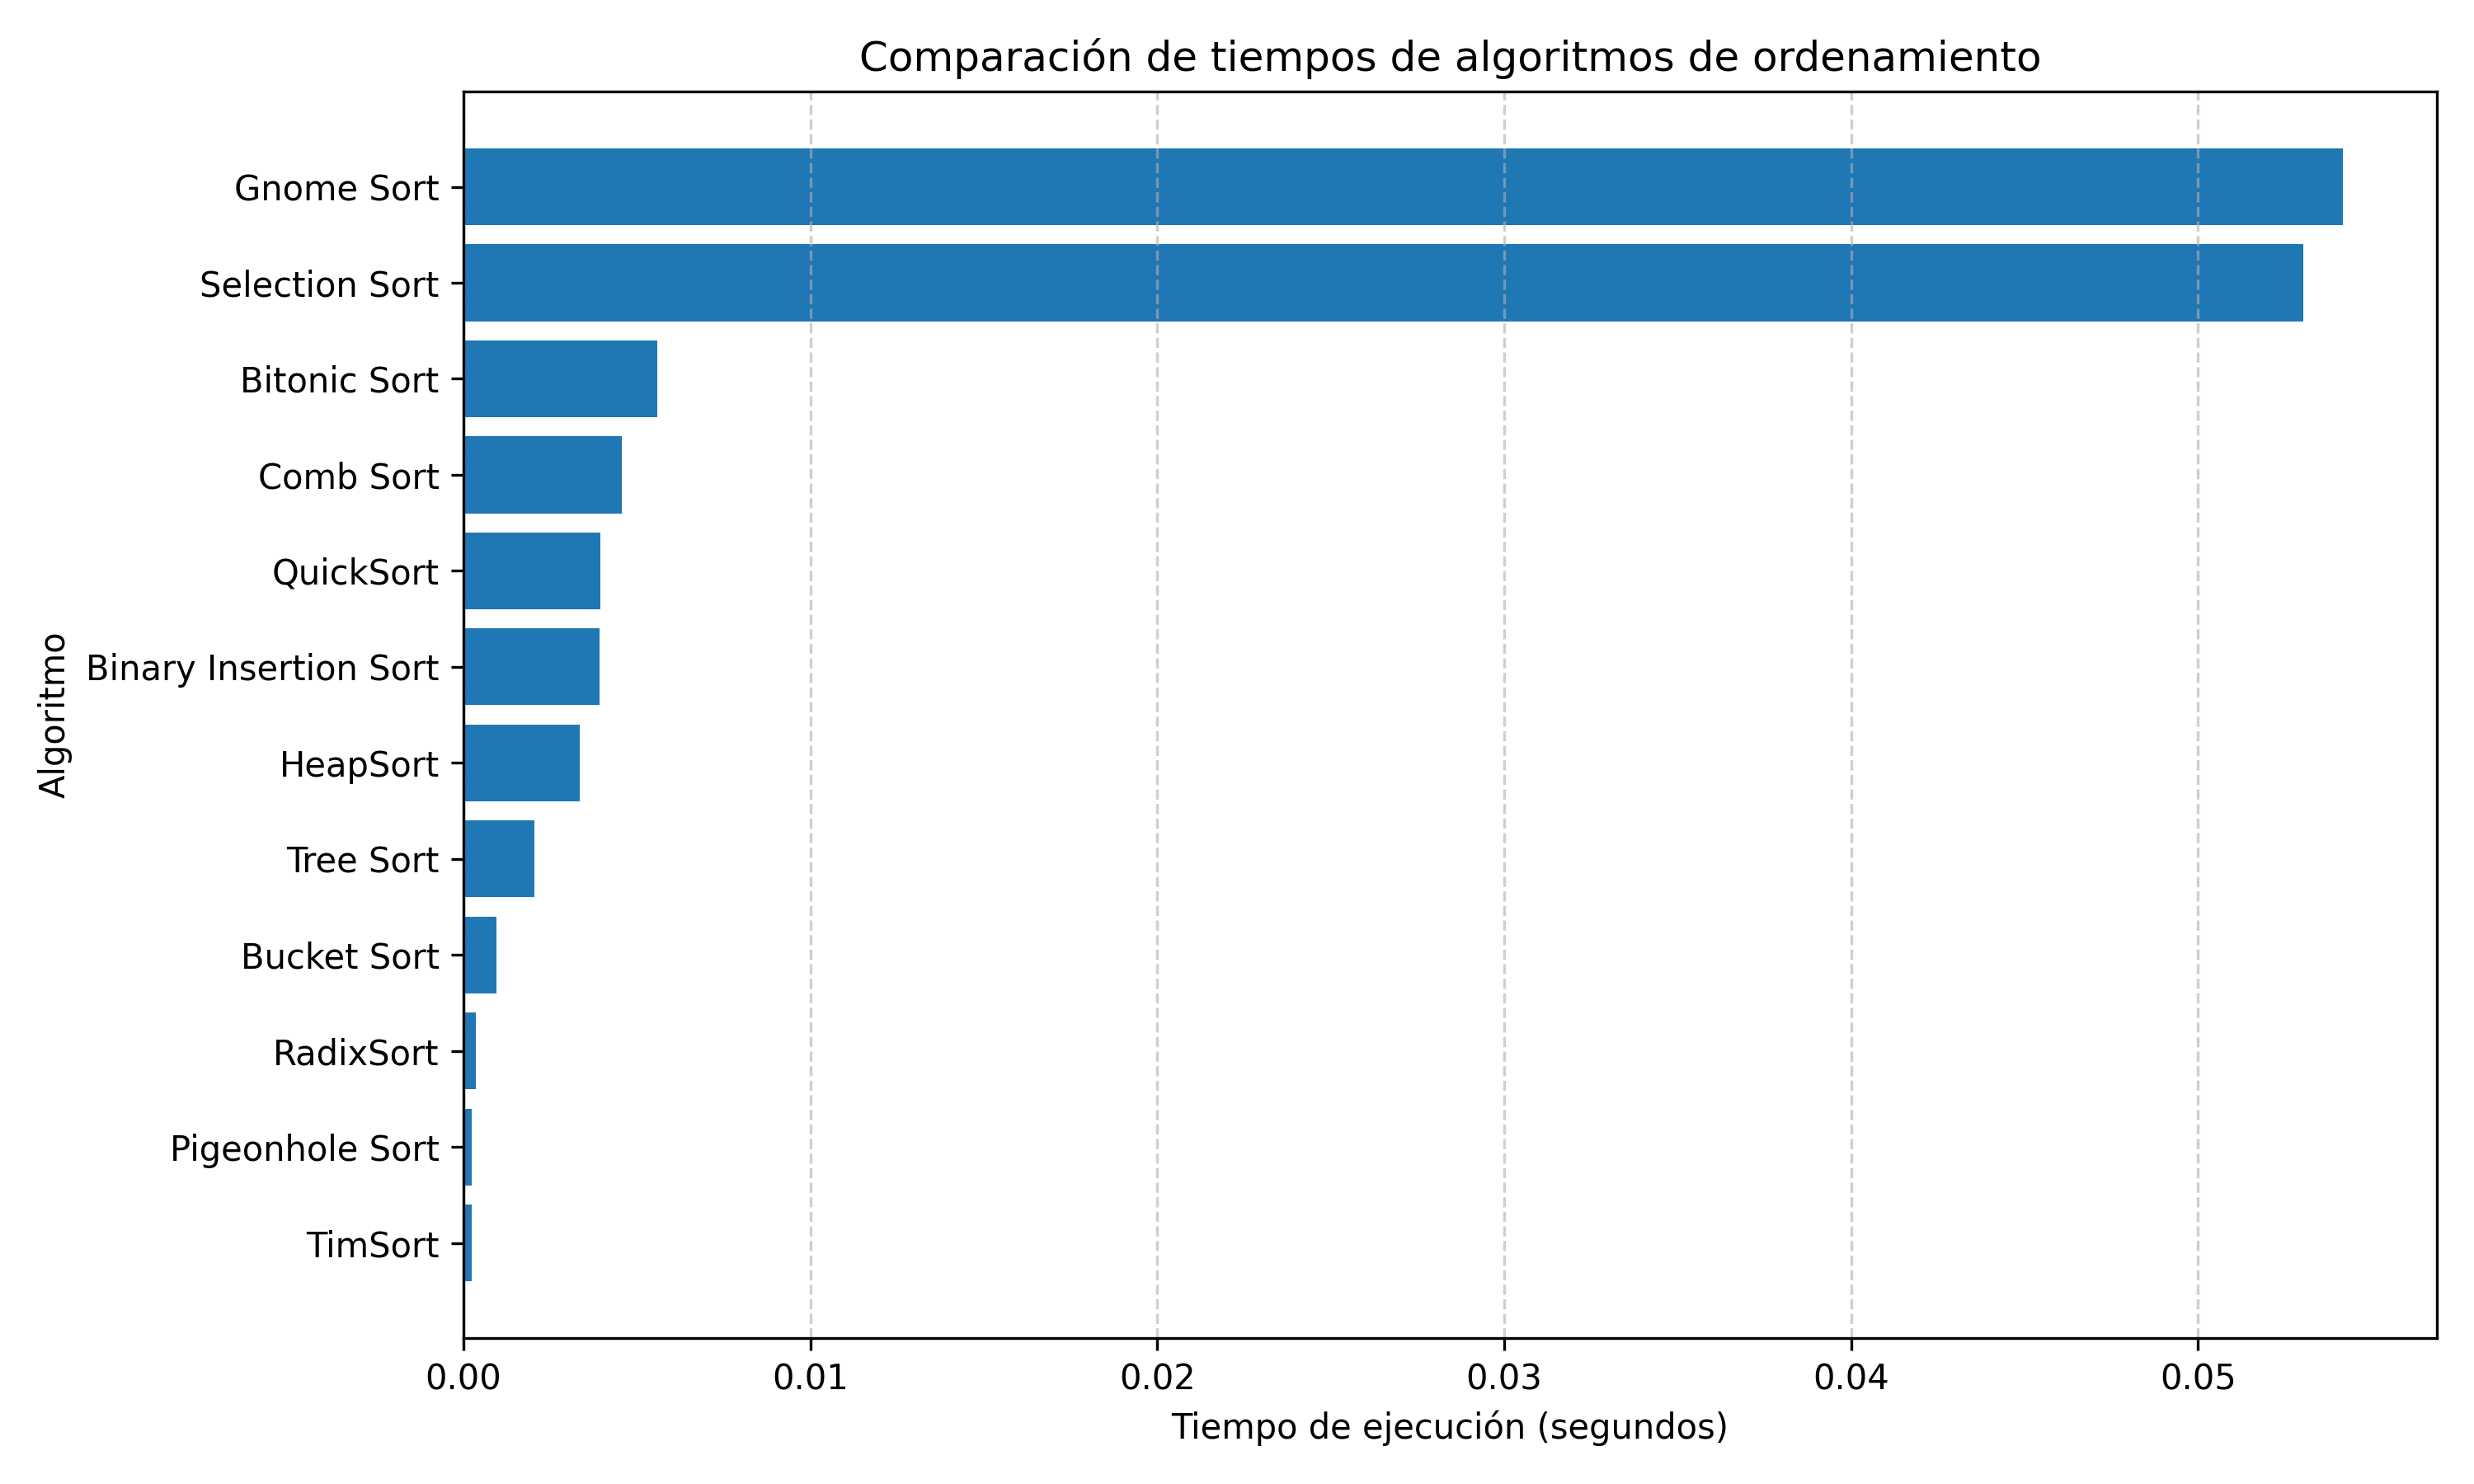 Comparación de tiempos de algoritmos de ordenamiento
Algoritmo
Gnome Sort
Selection Sort
Bitonic Sort
Comb Sort
QuickSort
Binary Insertion Sort
HeapSort
Tree Sort
Bucket Sort
RadixSort
Pigeonhole Sort
TimSort
0.00 0.01 0.02 0.03 0.04 0.05
Tiempo de ejecución (segundos)